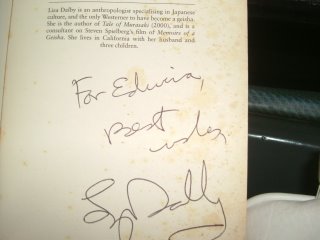 Liza Dalby is an anthropologist specialising in Japanese
culture, and the only Westerner to have become a geisha.
She is the author of Tale of Murasaki (2000), and is a
consultant on Steven Spielberg's film of Memoirs of a
Geisha. She lives in California with her husband and
three children.
For Edwina,
Best
wishes,
Liza Dalby